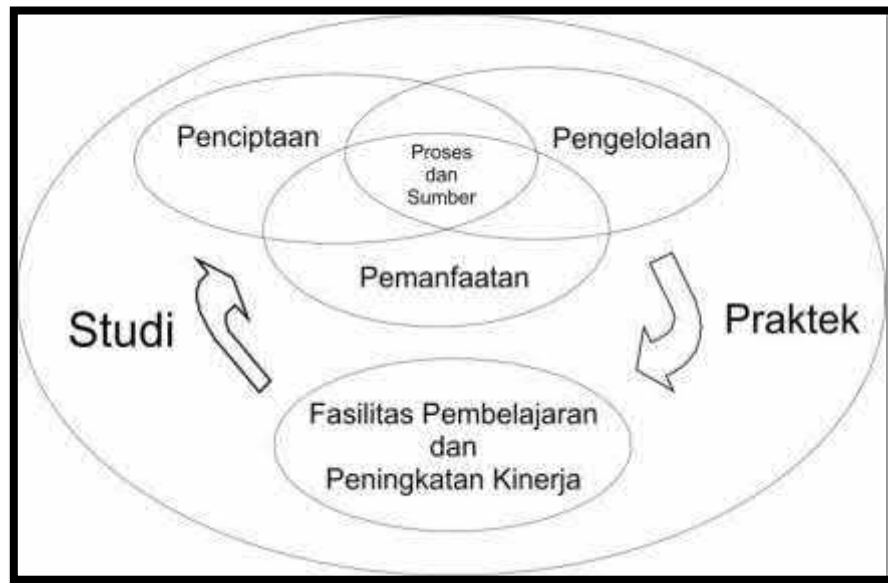 Penciptaan
Pengelolaan
Proses
dan
Sumber
Pemanfaatan
Studi
Praktek
Fasilitas Pembelajaran
dan
Peningkatan Kinerja